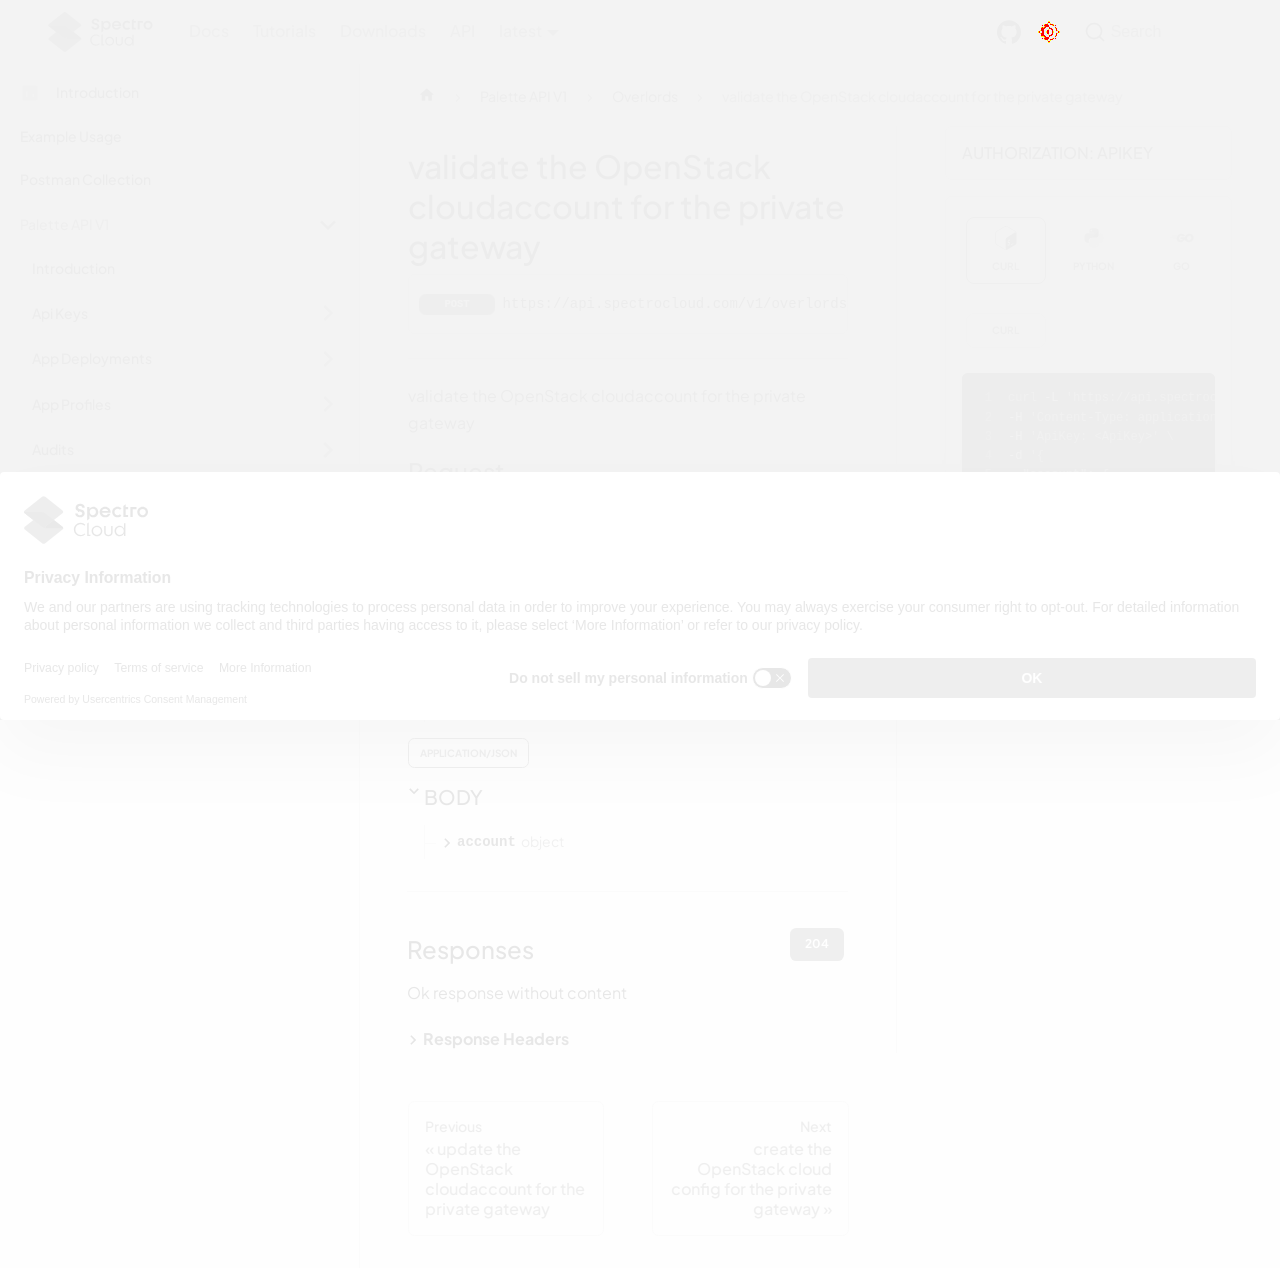 Spectro Cloud
Docs Tutorials Downloads API latest
Search
Introduction
Example Usage
Postman Collection
Palette API V1
Introduction
Api Keys
App Deployments
App Profiles
Audits
Palette API V1 Overlords validate the OpenStack cloudaccount for the private gateway
validate the OpenStack
cloudaccount for the private
gateway
https://api.spectrocloud.com/v1/overlords
validate the OpenStack cloudaccount for the private
gateway
Request
AUTHORIZATION: APIKEY
CURL PYTHON GO
CURL
Spectro
Cloud
Privacy Information
We and our partners are using tracking technologies to process personal data in order to improve your experience. You may always exercise your consumer right to opt-out. For detailed information
about personal information we collect and third parties having access to it, please select ‘More Information’ or refer to our privacy policy.
Privacy policy Terms of service More Information
Powered by Usercentrics Consent Management
Do not sell my personal information
OK
APPLICATION/JSON
BODY
account object
Responses
204
Ok response without content
Response Headers
Previous
« update the
OpenStack
cloudaccount for the
private gateway
Next
create the
OpenStack cloud
config for the private
gateway »